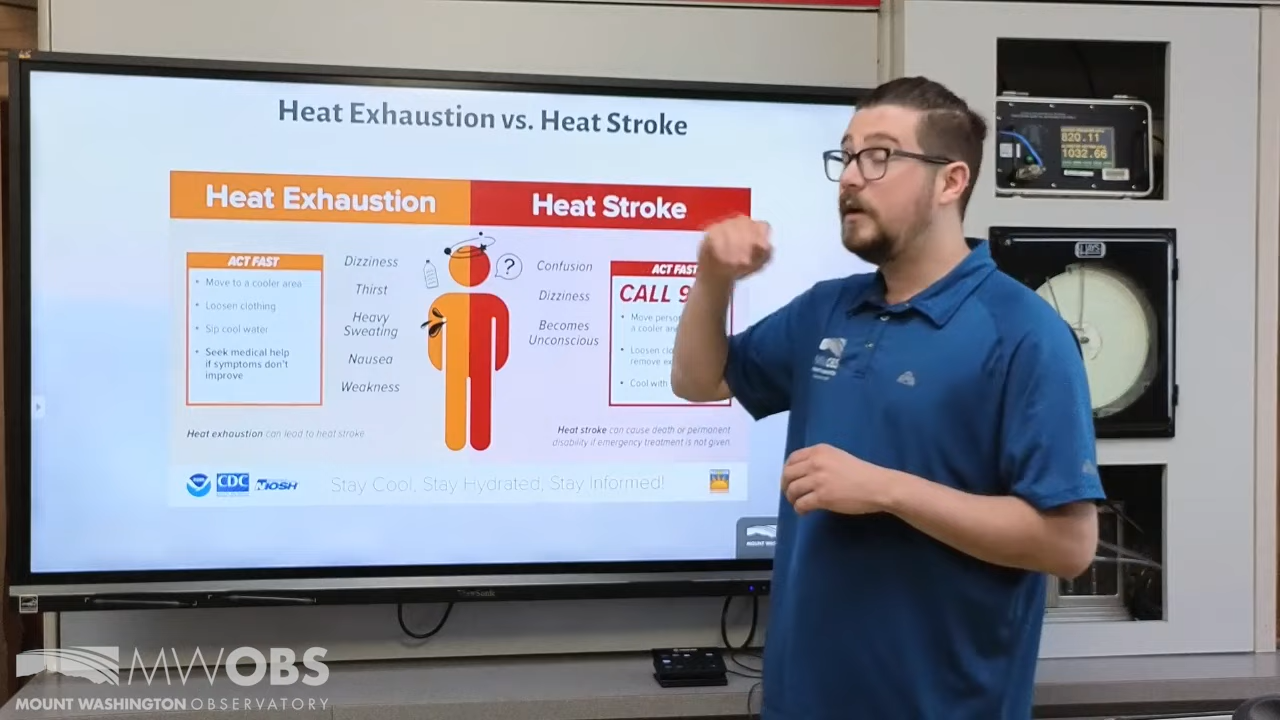 Heat Exhaustion vs. Heat Stroke
Heat Exhaustion
Heat Stroke
ACT FAST
• Move to a cooler area
• Loosen clothing
• Sip cool water
• Seek medical help
if symptoms don't
improve
Dizziness
Thirst
Heavy
Sweating
Nausea
Weakness
?
Confusion
Dizziness
Becomes
Unconscious
ACT FAST
CALL 9
• Move
a cooler
• Loosen
remove
• Cool with
Heat exhaustion can lead to heat stroke
Heat stroke can cause death or permanent
disability if emergency treatment is not given
CDC
NIOSH
Stay Cool, Stay Hydrated, Stay Informed!
ViewSonic
820.11
1032.66
MWOBS
MWOBS
MOUNT WASHINGTON OBSERVATORY